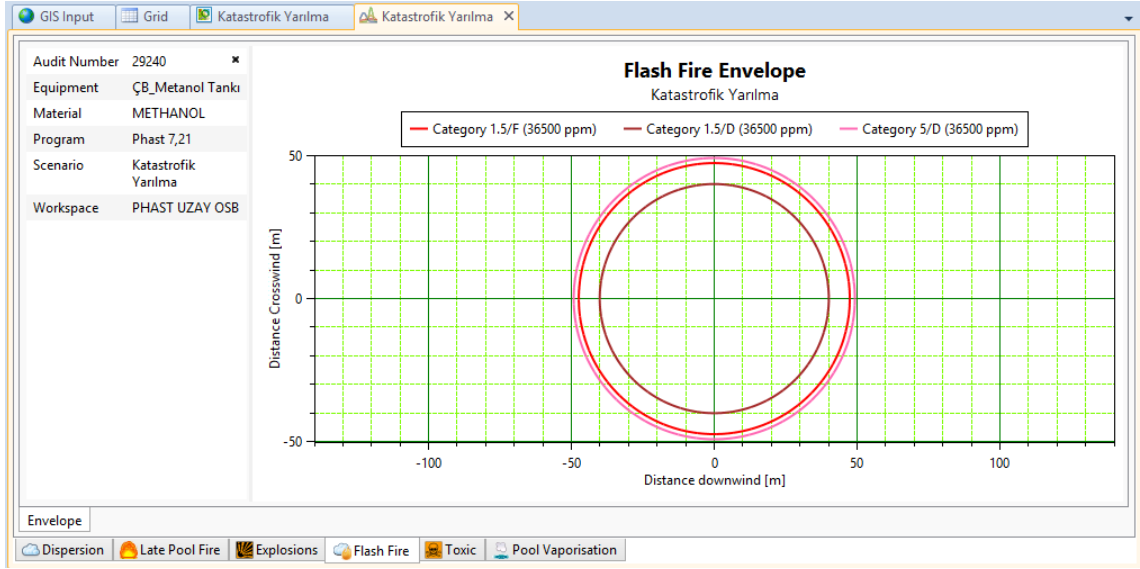 GIS Input
Grid
Katastrofik Yarılma
Katastrofik Yarılma
Audit Number 29240
Equipment ÇB_Metanol Tankı
Material METHANOL
Program Phast 7,21
Scenario Katastrofik
Yarılma
Workspace PHAST UZAY OSB
Flash Fire Envelope
Katastrofik Yarılma
Category 1.5/F (36500 ppm) Category 1.5/D (36500 ppm) Category 5/D (36500 ppm)
50
0
-50
Distance Crosswind [m]
-100 -50 0 50 100
Distance downwind [m]
Envelope
Dispersion Late Pool Fire Explosions Flash Fire Toxic Pool Vaporisation